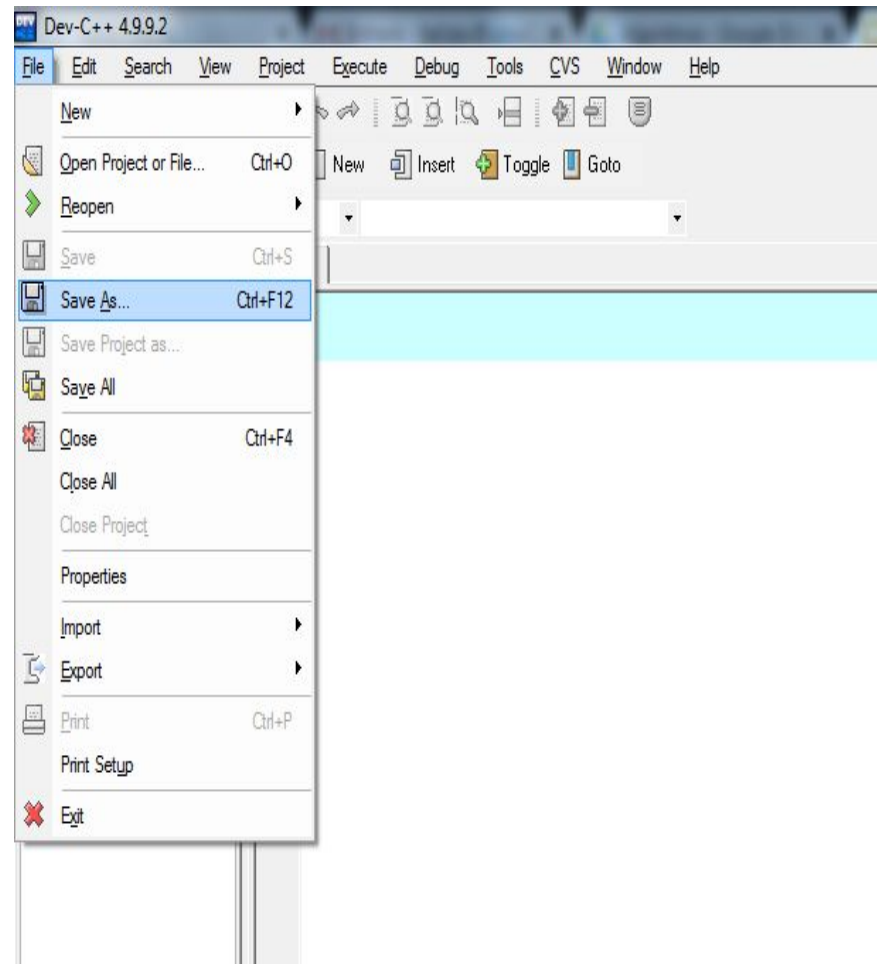 Dev-C++ 4.9.9.2
File Edit Search View Project Execute Debug Tools CVS Window Help
New
Open Project or File... Ctrl+O
New Insert Toggle Goto
Reopen
Save Ctrl+S
Save As... Ctrl+F12
Save Project as...
Save All
Close Ctrl+F4
Close All
Close Project
Properties
Import
Export
Print Ctrl+P
Print Setup
Exit